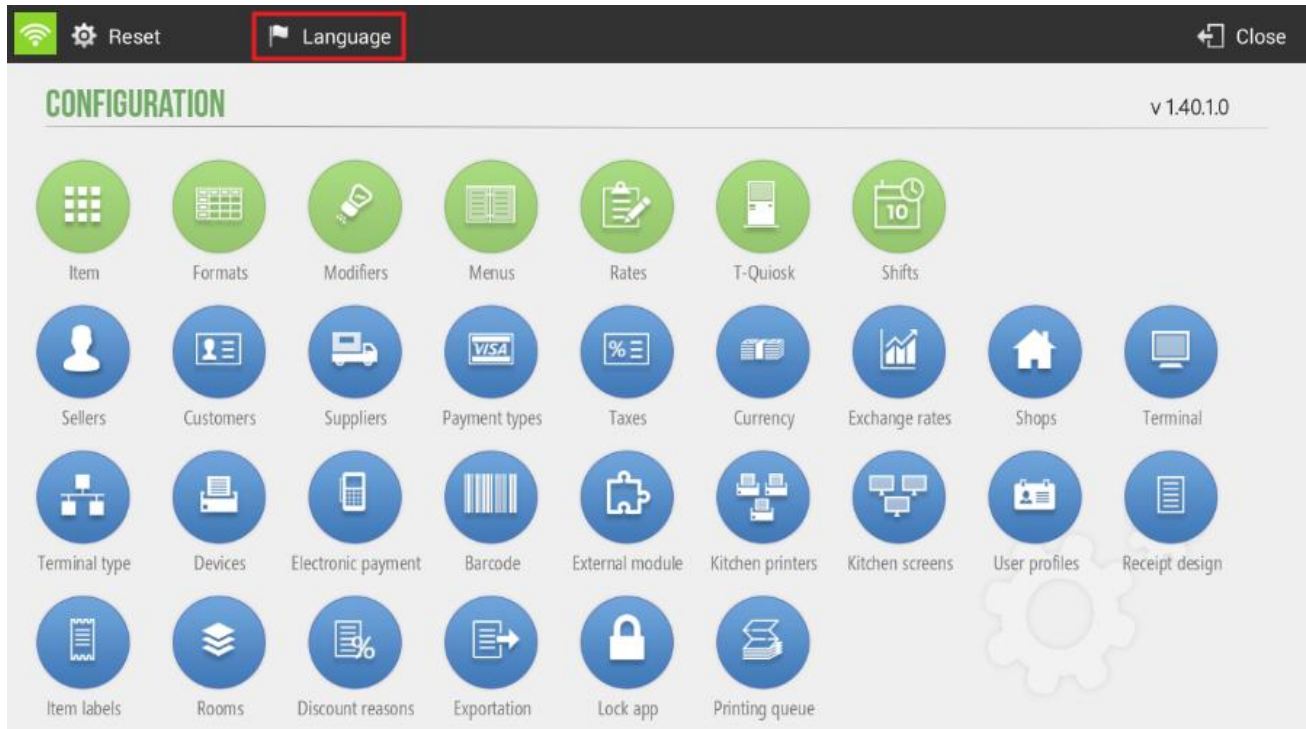 Reset Language Close
CONFIGURATION v 1.40.1.0
10
Item Formats Modifiers Menus Rates T-Quiosk Shifts
VISA %
Sellers Customers Suppliers Payment types Taxes Currency Exchange rates Shops Terminal
Terminal type Devices Electronic payment Barcode External module Kitchen printers Kitchen screens User profiles Receipt design
%
Item labels Rooms Discount reasons Exportation Lock app Printing queue